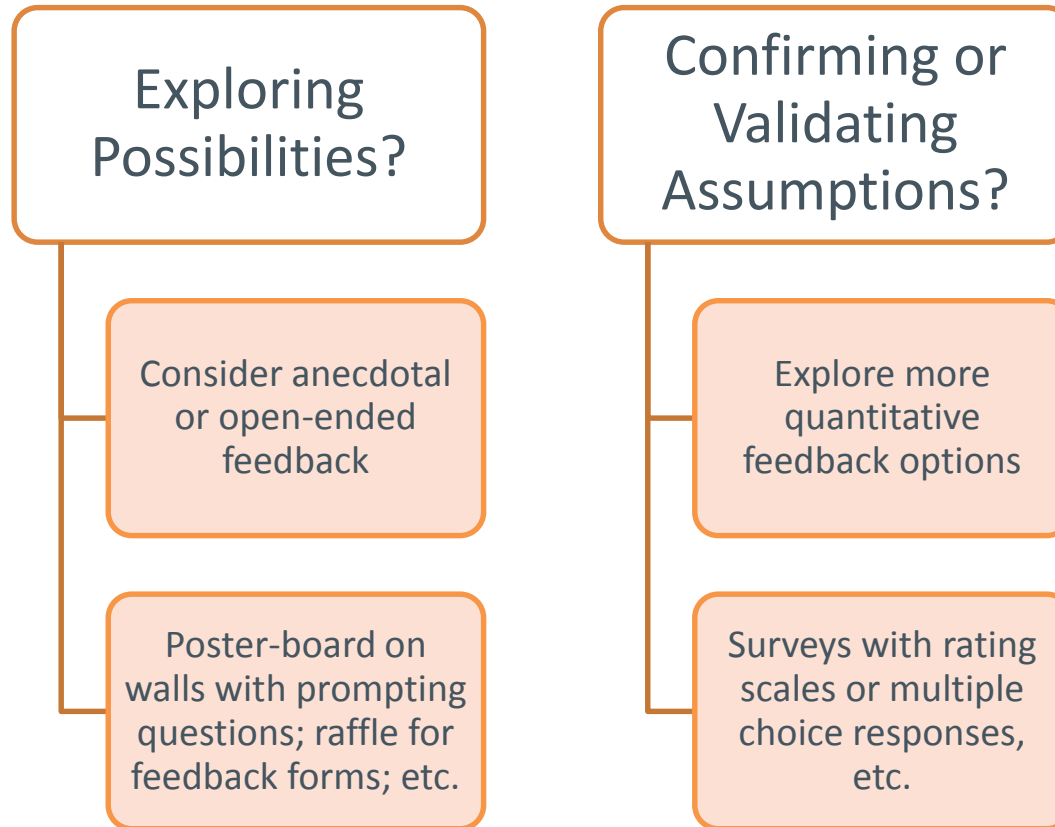 Exploring
Possibilities?
Consider anecdotal
or open-ended
feedback
Poster-board on
walls with prompting
questions; raffle for
feedback forms; etc.
Confirming or
Validating
Assumptions?
Explore more
quantitative
feedback options
Surveys with rating
scales or multiple
choice responses,
etc.